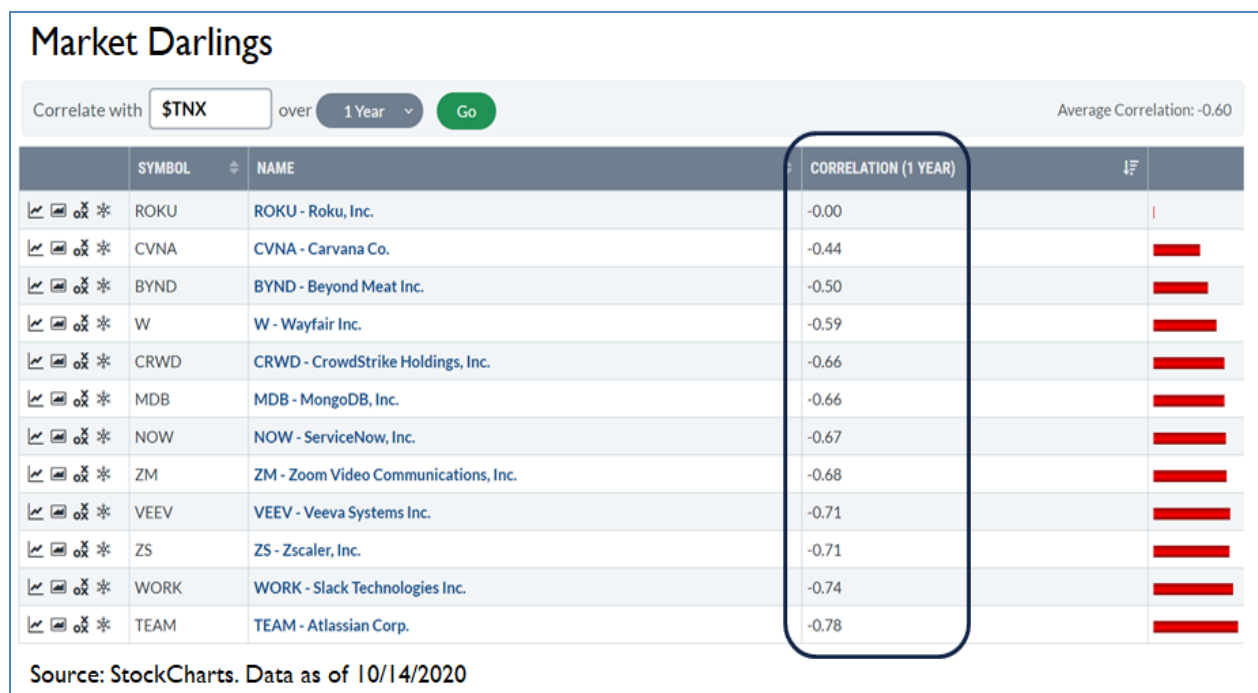 Market Darlings
Correlate with $TNX over 1 Year Go Average Correlation: -0.60
SYMBOL NAME CORRELATION (1 YEAR)
ROKU ROKU - Roku, Inc. -0.00
CVNA CVNA - Carvana Co. -0.44
BYND BYND - Beyond Meat Inc. -0.50
W W - Wayfair Inc. -0.59
CRWD CRWD - CrowdStrike Holdings, Inc. -0.66
MDB MDB - MongoDB, Inc. -0.66
NOW NOW - ServiceNow, Inc. -0.67
ZM ZM - Zoom Video Communications, Inc. -0.68
VEEV VEEV - Veeva Systems Inc. -0.71
ZS ZS - Zscaler, Inc. -0.71
WORK WORK - Slack Technologies Inc. -0.74
TEAM TEAM - Atlassian Corp. -0.78
Source: StockCharts. Data as of 10/14/2020